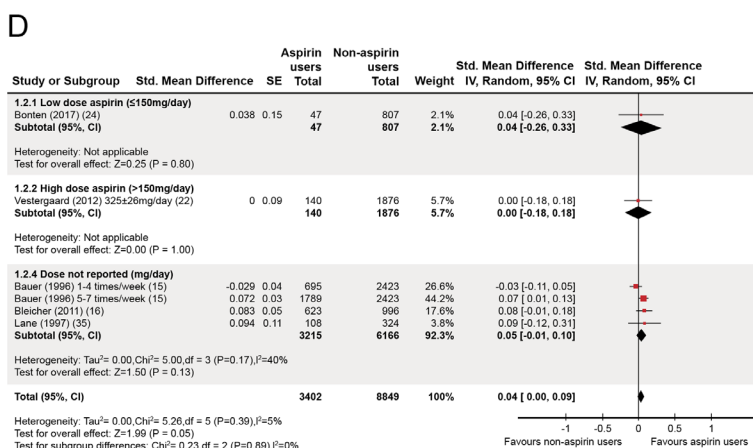 D
Aspirin Non-aspirin
users users Std. Mean Difference Std. Mean Difference
Study or Subgroup Std. Mean Difference SE Total Total Weight IV, Random, 95% CI IV, Random, 95% CI
1.2.1 Low dose aspirin (≤150mg/day)
Bonten (2017) (24) 0.038 0.15 47 807 2.1% 0.04 [-0.26, 0.33)
Subtotal (95%, CI) 47 807 2.1% 0.04 [-0.26, 0.33)
Heterogeneity: Not applicable
Test for overall effect: Z=0.25 (P = 0.80)
1.2.2 High dose aspirin (>150mg/day)
Vestergaard (2012) 325±26mg/day (22) 0 0.09 140 1876 5.7% 0.00 [-0.18, 0.18)
Subtotal (95%, CI) 140 1876 5.7% 0.00 [-0.18, 0.18)
Heterogeneity: Not applicable
Test for overall effect: Z=0.00 (P = 1.00)
1.2.4 Dose not reported (mg/day)
Bauer (1996) 1-4 times/week (15) -0.029 0.04 695 2423 26.6% -0.03 [-0.11, 0.05)
Bauer (1996) 5-7 times/week (15) 0.072 0.03 1789 2423 44.2% 0.07 [0.01, 0.13)
Bleicher (2011) (16) 0.083 0.05 623 996 17.6% 0.08 [-0.01, 0.18)
Lane (1997) (35) 0.094 0.11 108 324 3.8% 0.09 [-0.12, 0.31)
Subtotal (95%, CI) 3215 6166 92.3% 0.05 [-0.01, 0.10)
Heterogeneity: Tau²= 0.00,Chi²= 5.00,df = 3 (P=0.17),I²=40%
Test for overall effect: Z=1.50 (P = 0.13)
Total (95%, CI) 3402 8849 100% 0.04 [ 0.00, 0.09)
Heterogeneity: Tau²= 0.00,Chi²= 5.26,df = 5 (P=0.39),I²=5%
Test for overall effect: Z=1.99 (P = 0.05)
Test for subgroup differences: Chi²= 0.23,df = 2 (P=0.89),I²=0%
-1 -0.5 0 0.5 1
Favours non-aspirin users Favours aspirin users